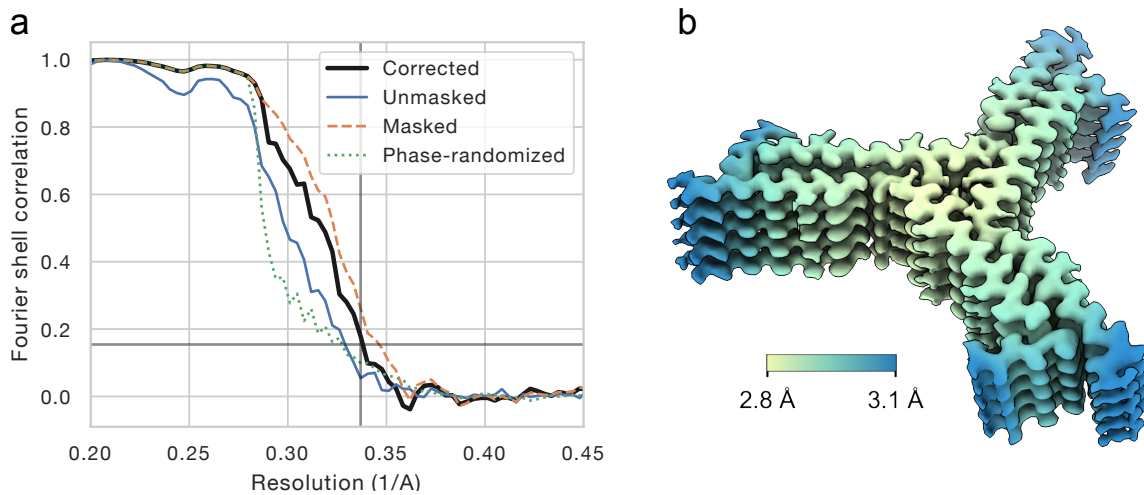 a
Fourier shell correlation
1.0
0.8
0.6
0.4
0.2
0.0
Corrected
Unmasked
Masked
Phase-randomized
0.20 0.25 0.30 0.35 0.40 0.45
Resolution (1/A)
b
2.8 Å 3.1 Å